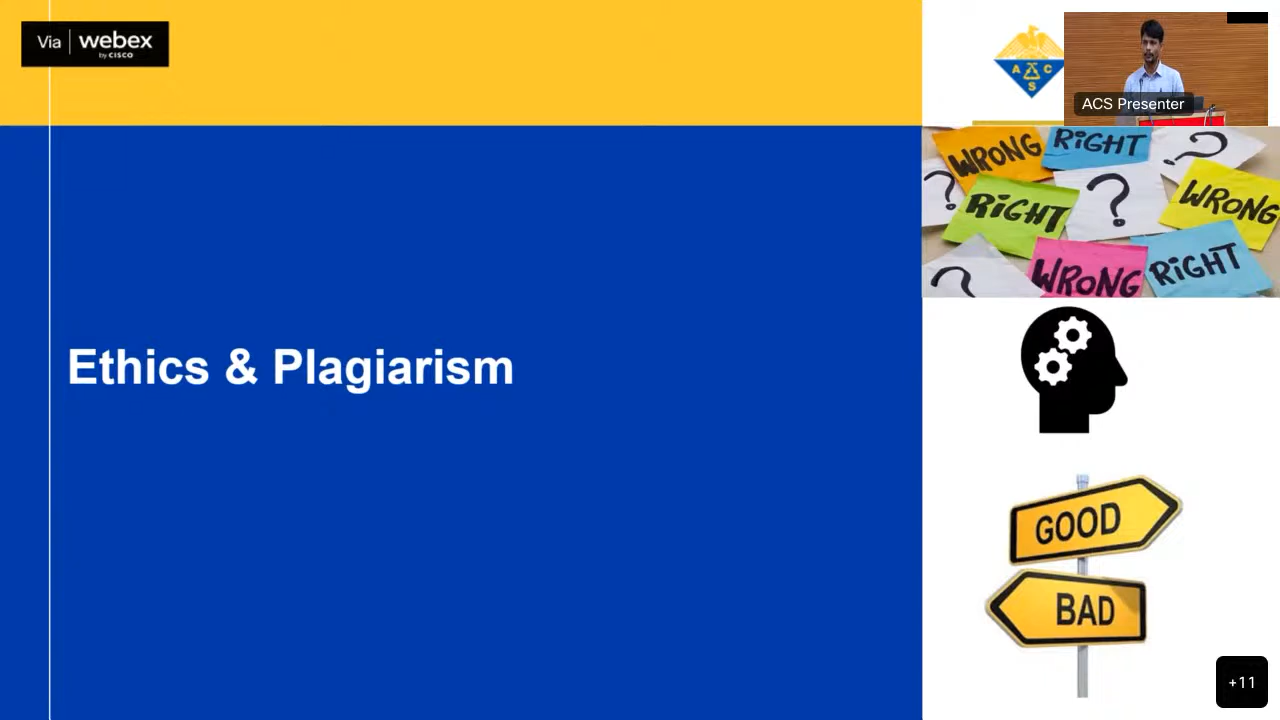 Via webex
by CISCO
A C S
ACS Presenter
WRONG RIGHT ?
? RIGHT ? WRONG
? WRONG RIGHT
Ethics & Plagiarism
GOOD
BAD
+11